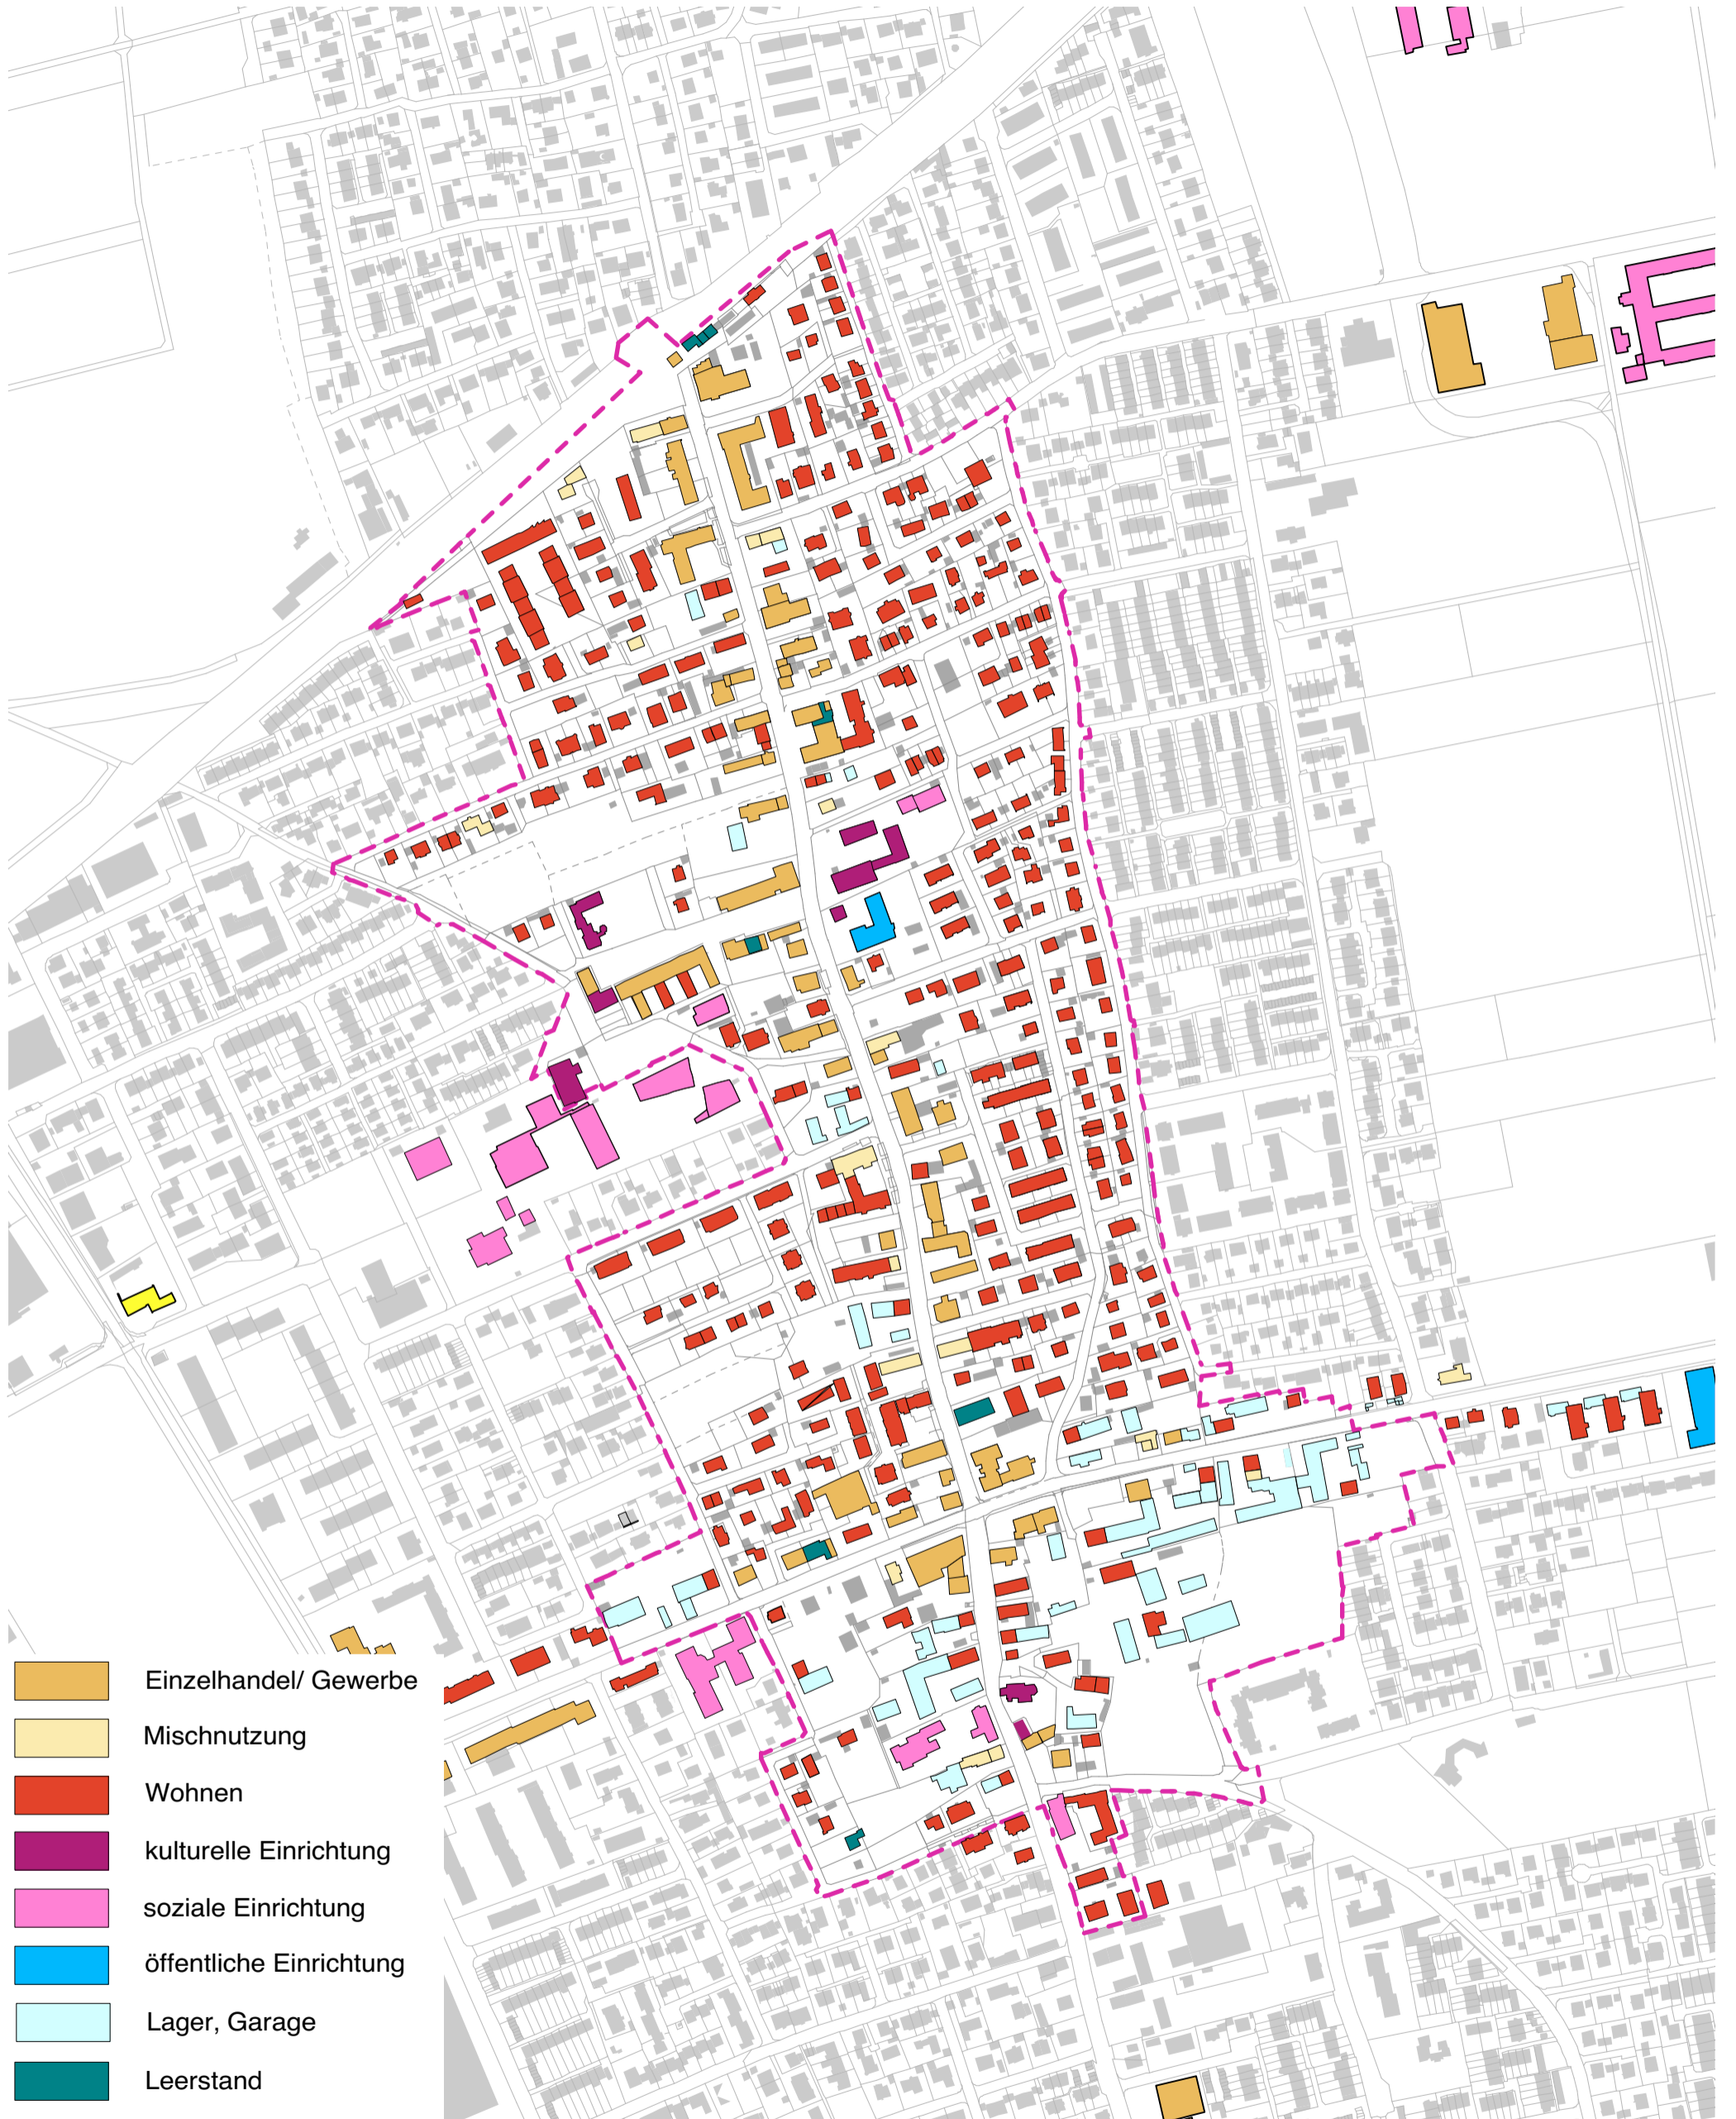 Einzelhandel/ Gewerbe
Mischnutzung
Wohnen
kulturelle Einrichtung
soziale Einrichtung
öffentliche Einrichtung
Lager, Garage
Leerstand